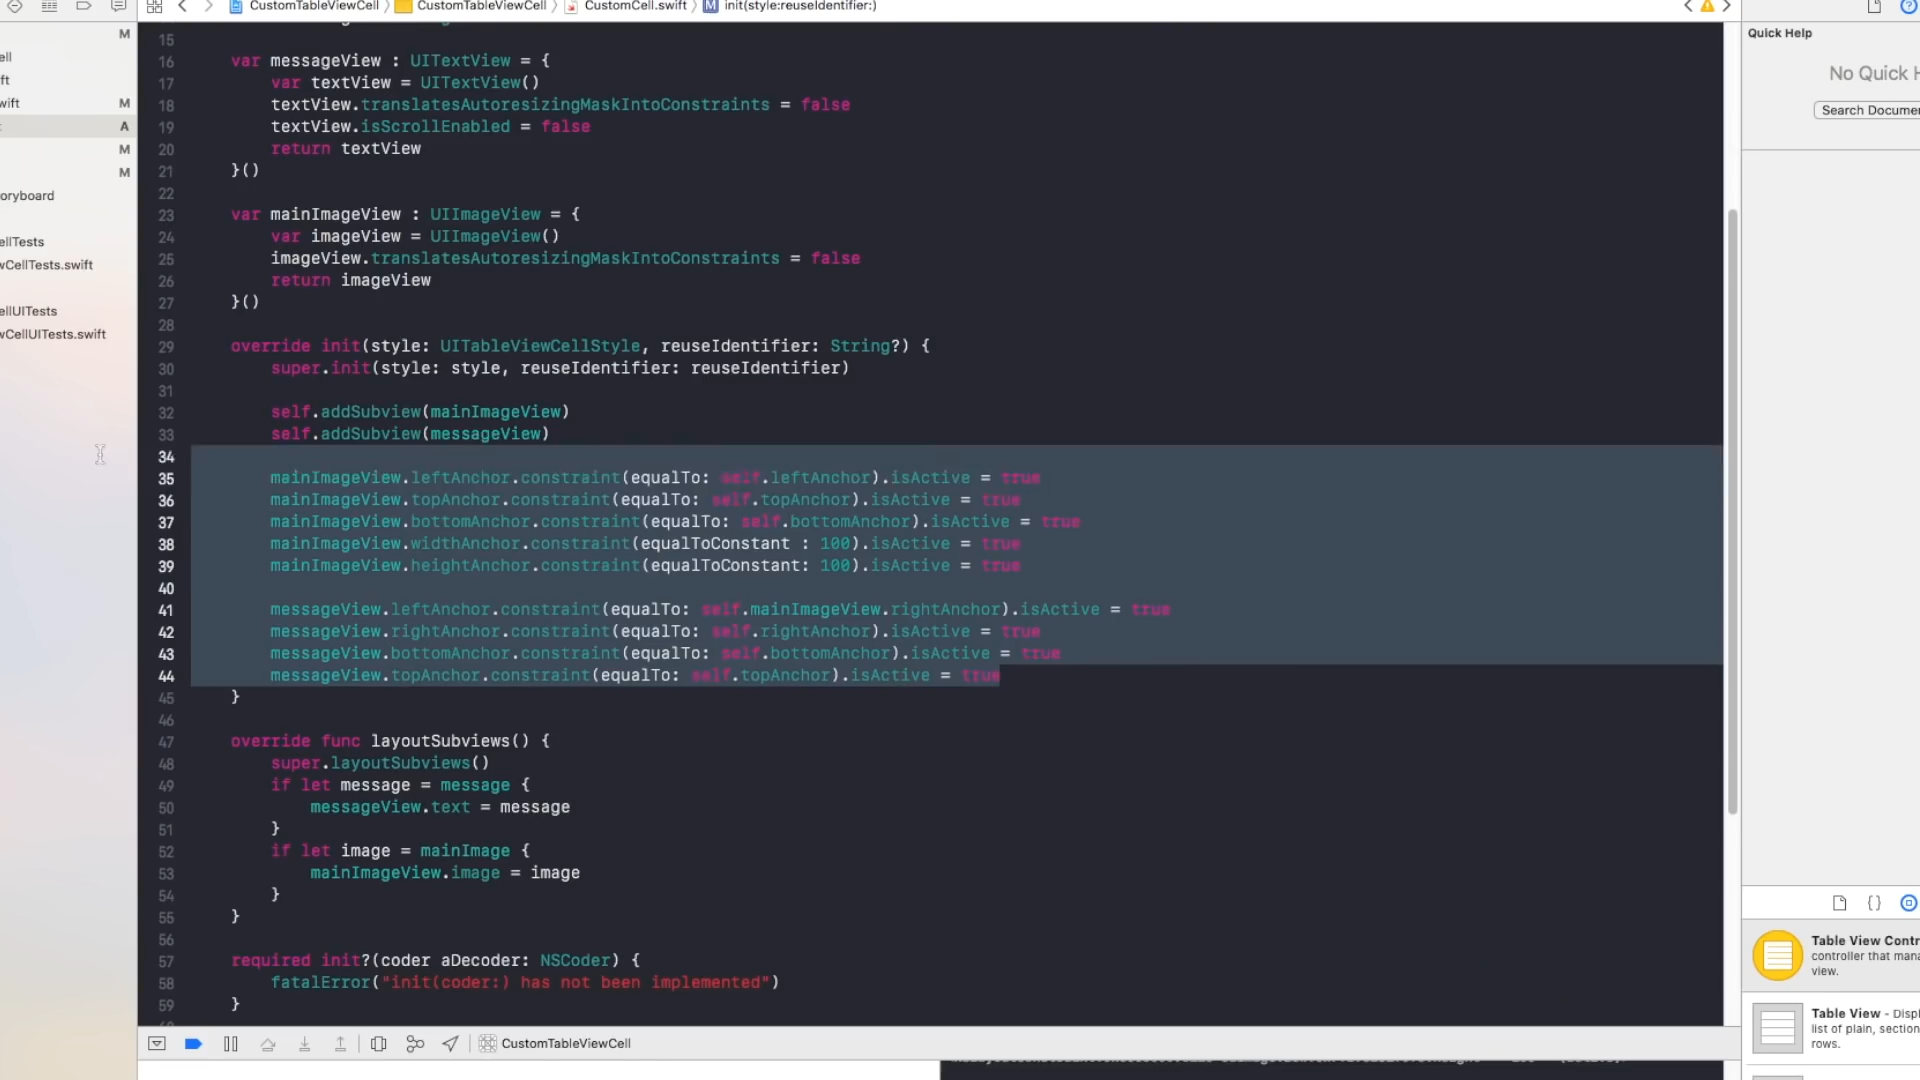 CustomTableViewCell CustomTableViewCell CustomCell.swift M init(style:reuseIdentifier:)
M
ell
ft
wift M
A
M
M
oryboard
ellTests
wCellTests.swift
ellUITests
wCellUITests.swift
15
16 var messageView : UITextView = {
17 var textView = UITextView()
18 textView.translatesAutoresizingMaskIntoConstraints = false
19 textView.isScrollEnabled = false
20 return textView
21 }()
22
23 var mainImageView : UIImageView = {
24 var imageView = UIImageView()
25 imageView.translatesAutoresizingMaskIntoConstraints = false
26 return imageView
27 }()
28
29 override init(style: UITableViewCellStyle, reuseIdentifier: String?) {
30 super.init(style: style, reuseIdentifier: reuseIdentifier)
31
32 self.addSubview(mainImageView)
33 self.addSubview(messageView)
34
35 mainImageView.leftAnchor.constraint(equalTo: self.leftAnchor).isActive = true
36 mainImageView.topAnchor.constraint(equalTo: self.topAnchor).isActive = true
37 mainImageView.bottomAnchor.constraint(equalTo: self.bottomAnchor).isActive = true
38 mainImageView.widthAnchor.constraint(equalToConstant : 100).isActive = true
39 mainImageView.heightAnchor.constraint(equalToConstant: 100).isActive = true
40
41 messageView.leftAnchor.constraint(equalTo: self.mainImageView.rightAnchor).isActive = true
42 messageView.rightAnchor.constraint(equalTo: self.rightAnchor).isActive = true
43 messageView.bottomAnchor.constraint(equalTo: self.bottomAnchor).isActive = true
44 messageView.topAnchor.constraint(equalTo: self.topAnchor).isActive = true
45 }
46
47 override func layoutSubviews() {
48 super.layoutSubviews()
49 if let message = message {
50 messageView.text = message
51 }
52 if let image = mainImage {
53 mainImageView.image = image
54 }
55 }
56
57 required init?(coder aDecoder: NSCoder) {
58 fatalError("init(coder:) has not been implemented")
59 }
CustomTableViewCell
Quick Help
No Quick H
Search Documen
{}
Table View Contr
controller that mana
view.
Table View - Displ
list of plain, section
rows.